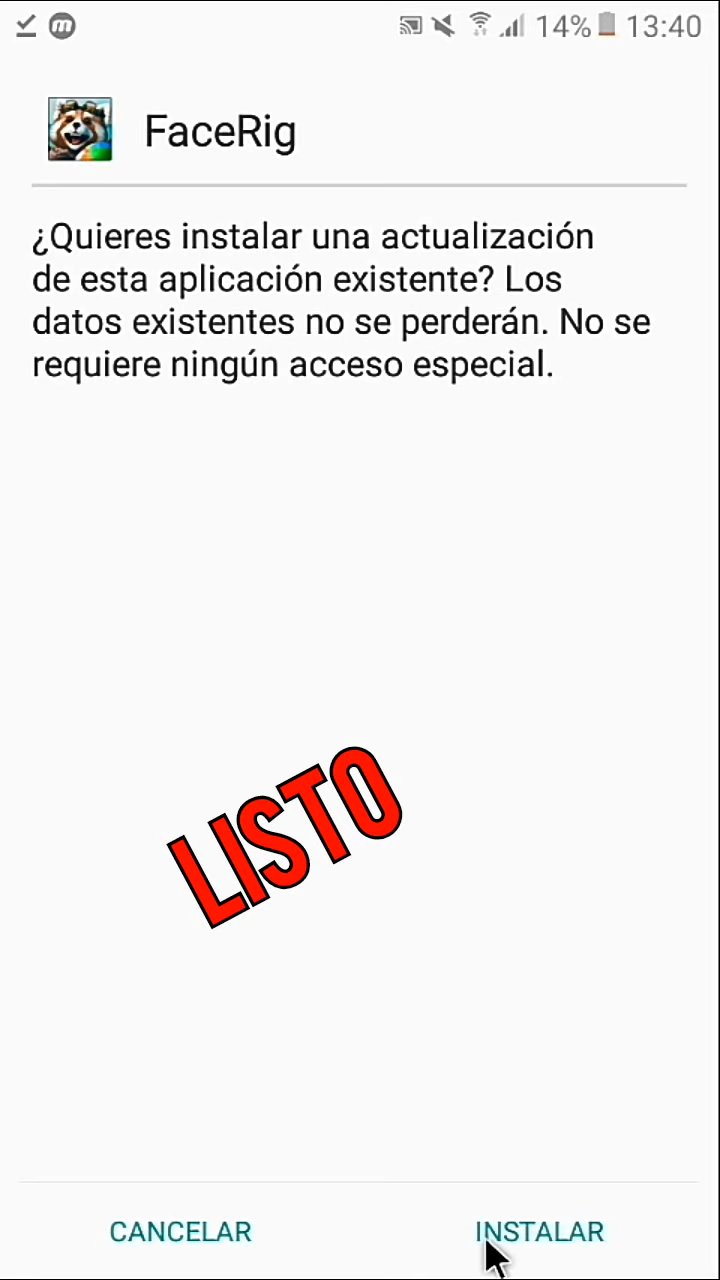 14% 13:40
FaceRig
¿Quieres instalar una actualización
de esta aplicación existente? Los
datos existentes no se perderán. No se
requiere ningún acceso especial.
LISTO
CANCELAR INSTALAR